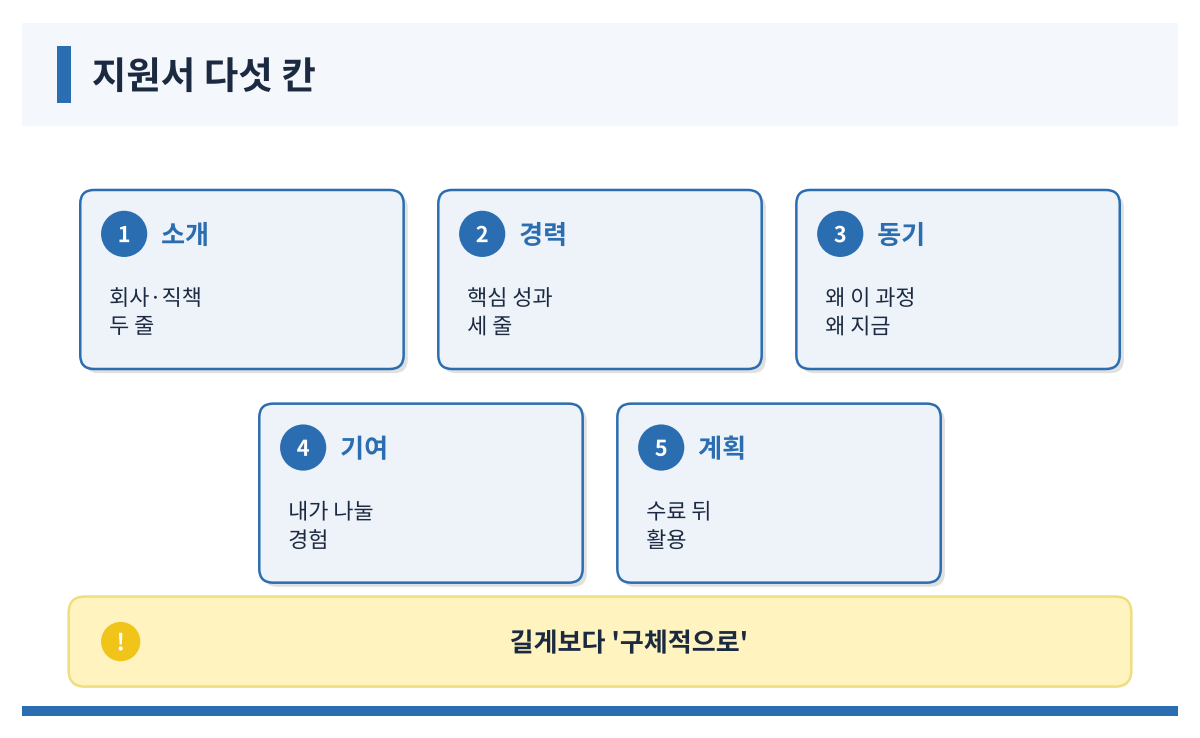 지원서 다섯 칸
1 소개
회사·직책
두 줄
2 경력
핵심 성과
세 줄
3 동기
왜 이 과정
왜 지금
4 기여
내가 나눌
경험
5 계획
수료 뒤
활용
! 길게보다 '구체적으로'